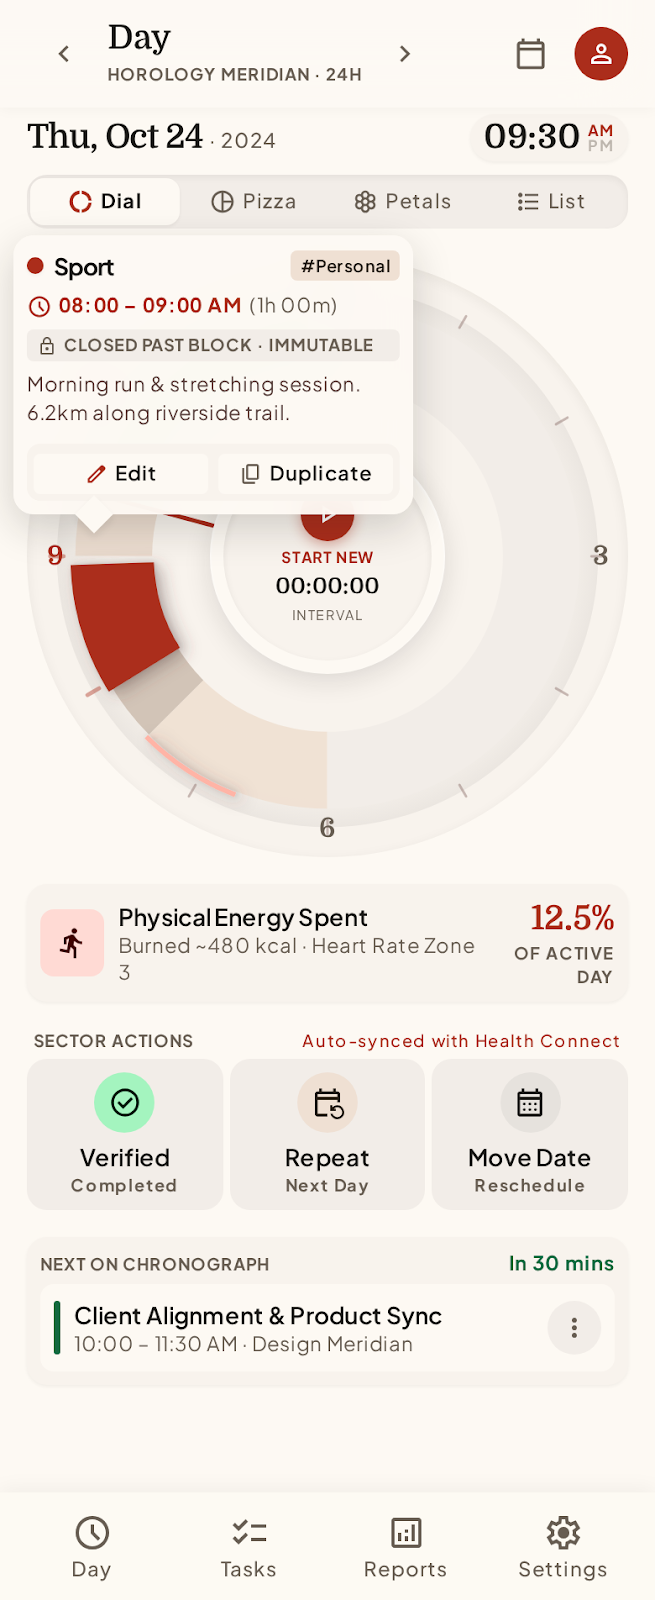 Day
HOROLOGY MERIDIAN · 24H
Thu, Oct 24 · 2024
09:30 AM PM
Dial
Pizza
Petals
List
Sport
#Personal
08:00 – 09:00 AM (1h 00m)
CLOSED PAST BLOCK · IMMUTABLE
Morning run & stretching session.
6.2km along riverside trail.
Edit
Duplicate
9
3
START NEW
00:00:00
INTERVAL
6
Physical Energy Spent
Burned ~480 kcal · Heart Rate Zone
3
12.5%
OF ACTIVE
DAY
SECTOR ACTIONS
Auto-synced with Health Connect
Verified
Completed
Repeat
Next Day
Move Date
Reschedule
NEXT ON CHRONOGRAPH
In 30 mins
Client Alignment & Product Sync
10:00 – 11:30 AM · Design Meridian
Day
Tasks
Reports
Settings